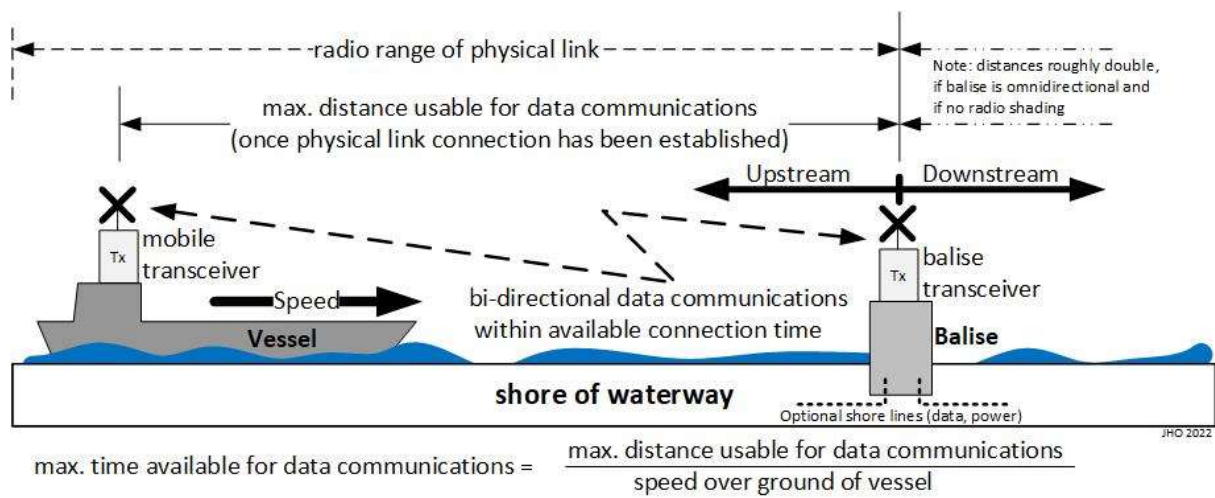 radio range of physical link
Note: distances roughly double,
if balise is omnidirectional and
if no radio shading
max. distance usable for data communications
(once physical link connection has been established)
Upstream
Downstream
mobile
transceiver
Tx
balise
transceiver
Tx
Speed
bi-directional data communications
within available connection time
Vessel
Balise
shore of waterway
Optional shore lines (data, power)
JHO 2022
max. time available for data communications =
max. distance usable for data communications
speed over ground of vessel